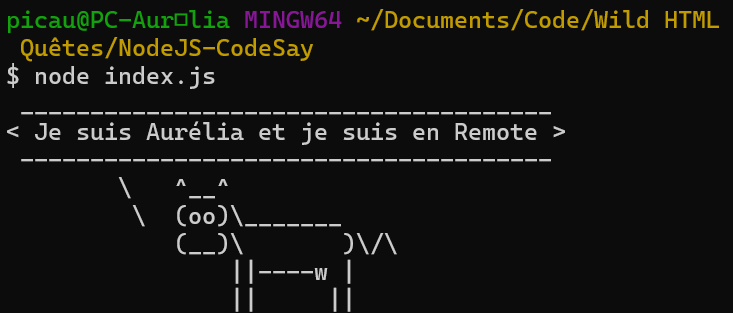 picau@PC-Aur□lia MINGW64 ~/Documents/Code/Wild HTML
 Quêtes/NodeJS-CodeSay
$ node index.js
 _____________________________________
< Je suis Aurélia et je suis en Remote >
 --------------------------------------
        \   ^__^
         \  (oo)\_______
            (__)\       )\/\
                ||----w |
                ||     ||